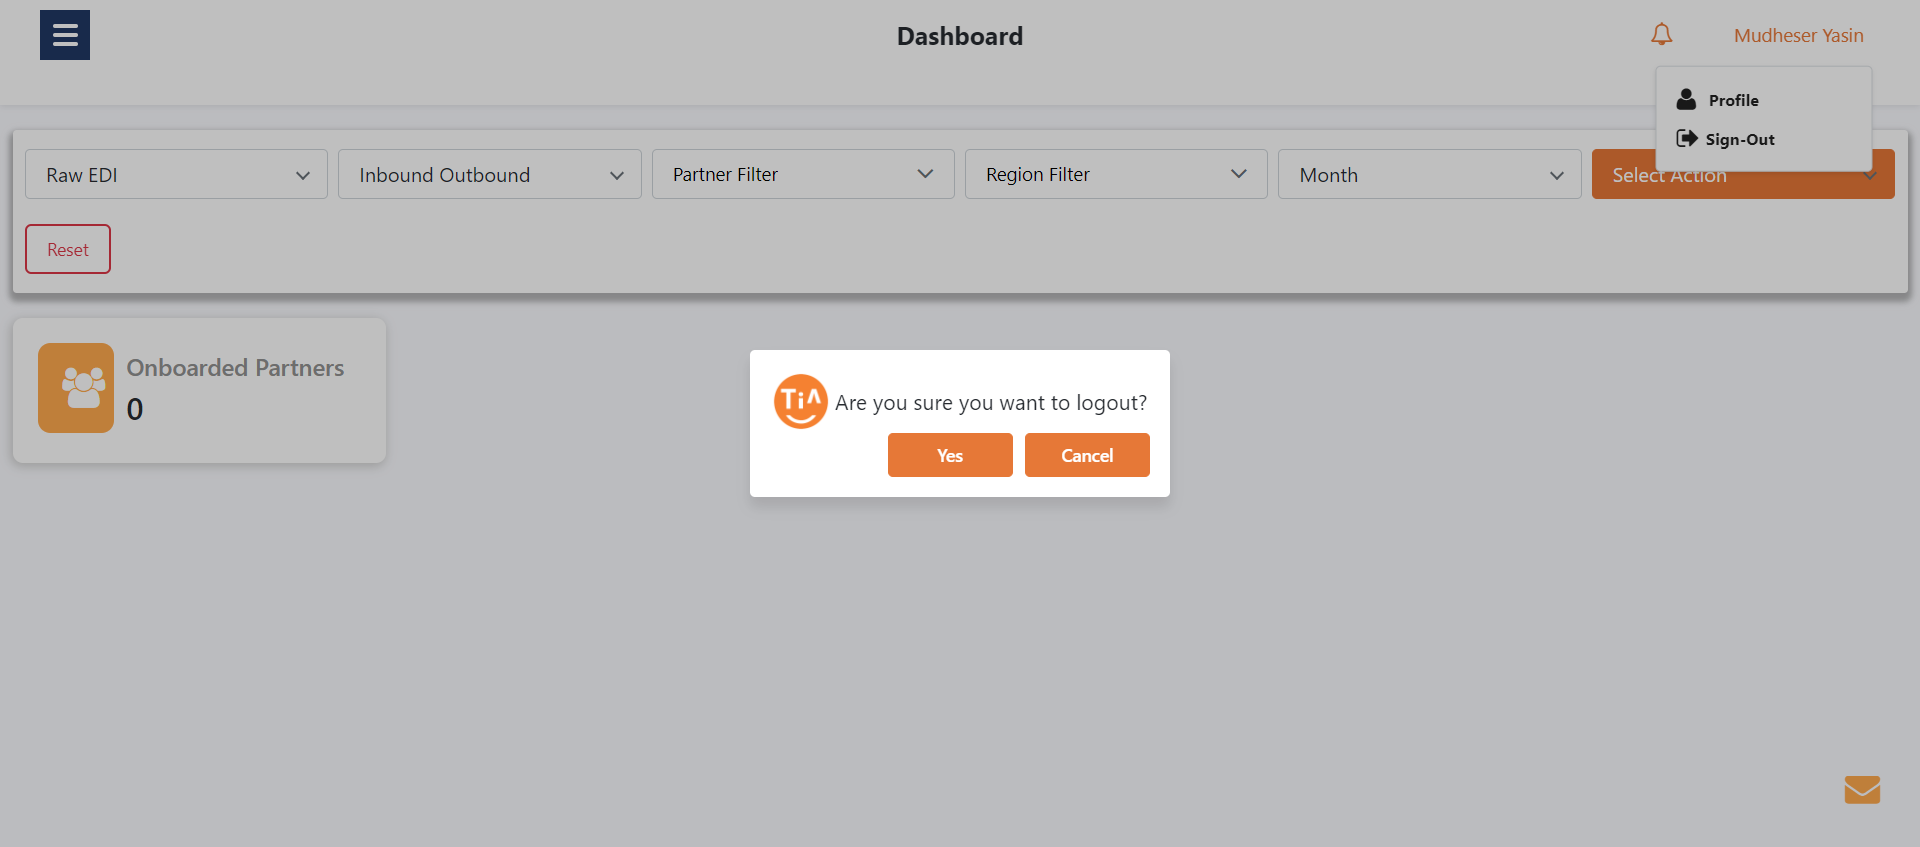 Dashboard
Mudheser Yasin
Profile
Sign-Out
Raw EDI
Inbound Outbound
Partner Filter
Region Filter
Month
Select Action
Reset
Onboarded Partners
0
TiA
Are you sure you want to logout?
Yes
Cancel